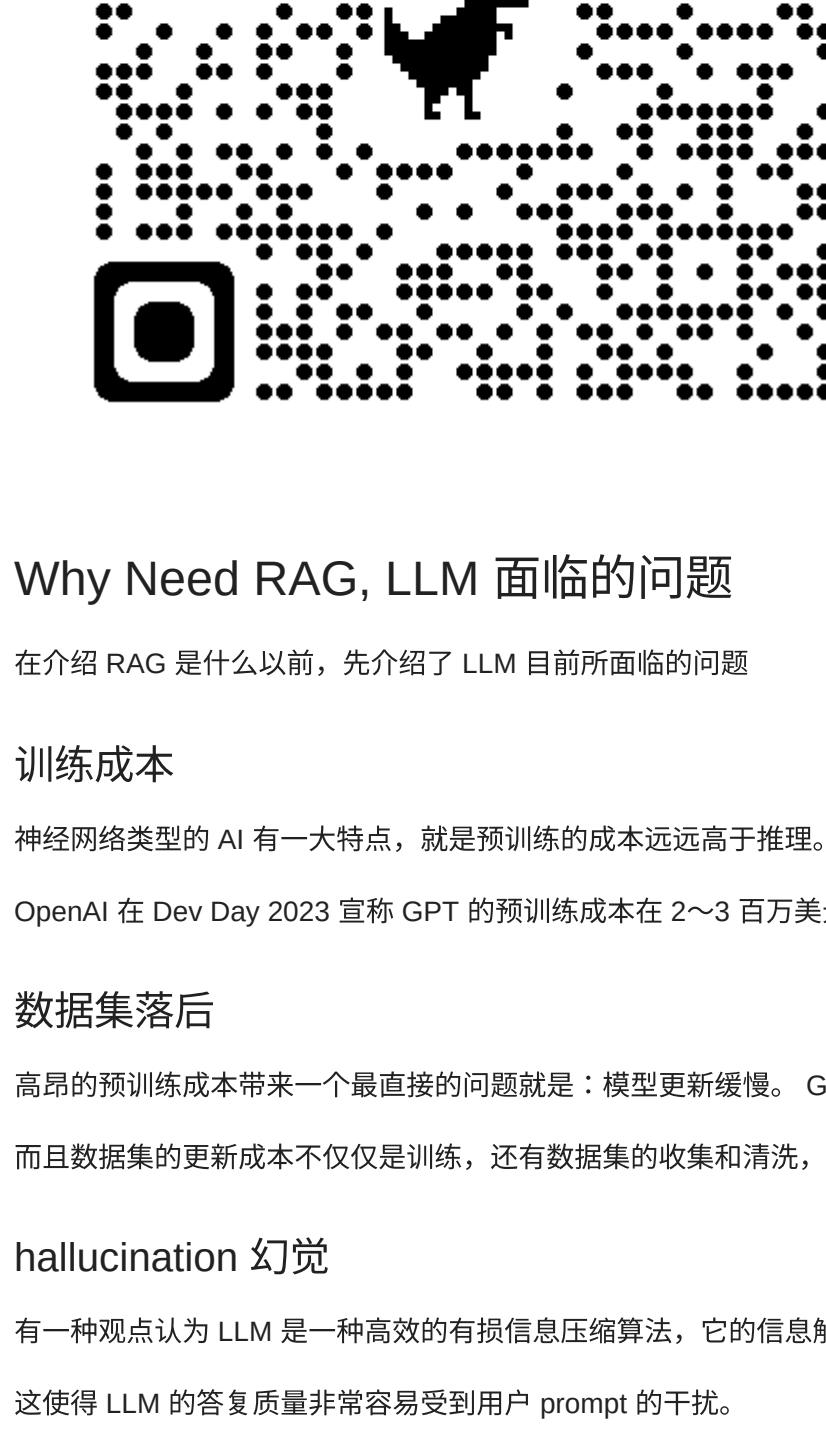 Why Need RAG, LLM 面临的问题
在介绍 RAG 是什么以前，先介绍了 LLM 目前所面临的问题
训练成本
神经网络类型的 AI 有一大特点，就是预训练的成本远远高于推理。
OpenAI 在 Dev Day 2023 宣称 GPT 的预训练成本在 2～3 百万美
数据集落后
高昂的预训练成本带来一个最直接的问题就是：模型更新缓慢。 G
而且数据集的更新成本不仅仅是训练，还有数据集的收集和清洗，
hallucination 幻觉
有一种观点认为 LLM 是一种高效的有损信息压缩算法，它的信息
这使得 LLM 的答复质量非常容易受到用户 prompt 的干扰。